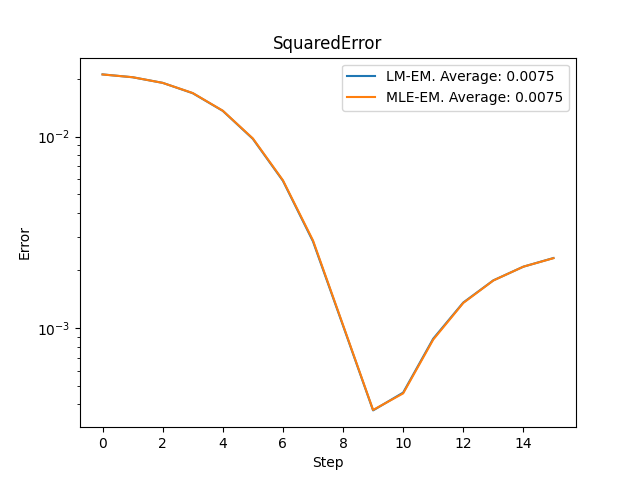 SquaredError
LM-EM. Average: 0.0075
MLE-EM. Average: 0.0075
10⁻²
10⁻³
Error
0 2 4 6 8 10 12 14
Step